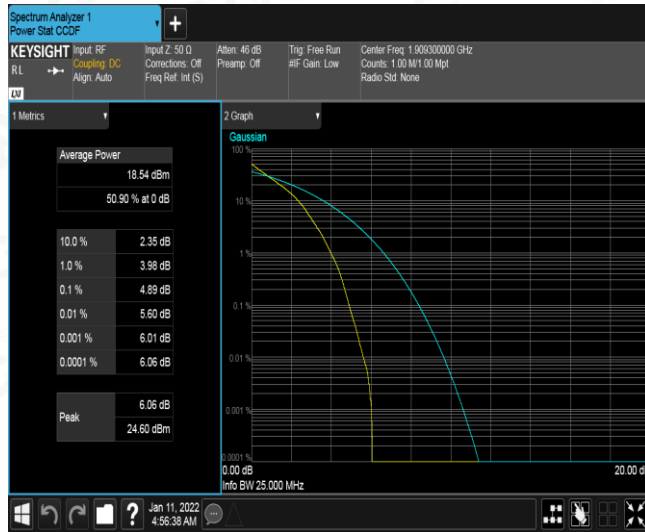 Spectrum Analyzer 1
Power Stat CCDF
+
KEYSIGHT
RL
LXI
Input: RF
Coupling: DC
Align: Auto
Input Z: 50 Ω
Corrections: Off
Freq Ref: Int (S)
Atten: 46 dB
Preamp: Off
Trig: Free Run
#IF Gain: Low
Center Freq: 1.909300000 GHz
Counts: 1.00 M/1.00 Mpt
Radio Std: None
1 Metrics
Average Power
18.54 dBm
50.90 % at 0 dB
10.0 % 2.35 dB
1.0 % 3.98 dB
0.1 % 4.89 dB
0.01 % 5.60 dB
0.001 % 6.01 dB
0.0001 % 6.06 dB
Peak
6.06 dB
24.60 dBm
2 Graph
Gaussian
100 %
10 %
1 %
0.1 %
0.01 %
0.001 %
0.0001 %
0.00 dB
20.00 d
Info BW 25.000 MHz
?
Jan 11, 2022
4:56:38 AM